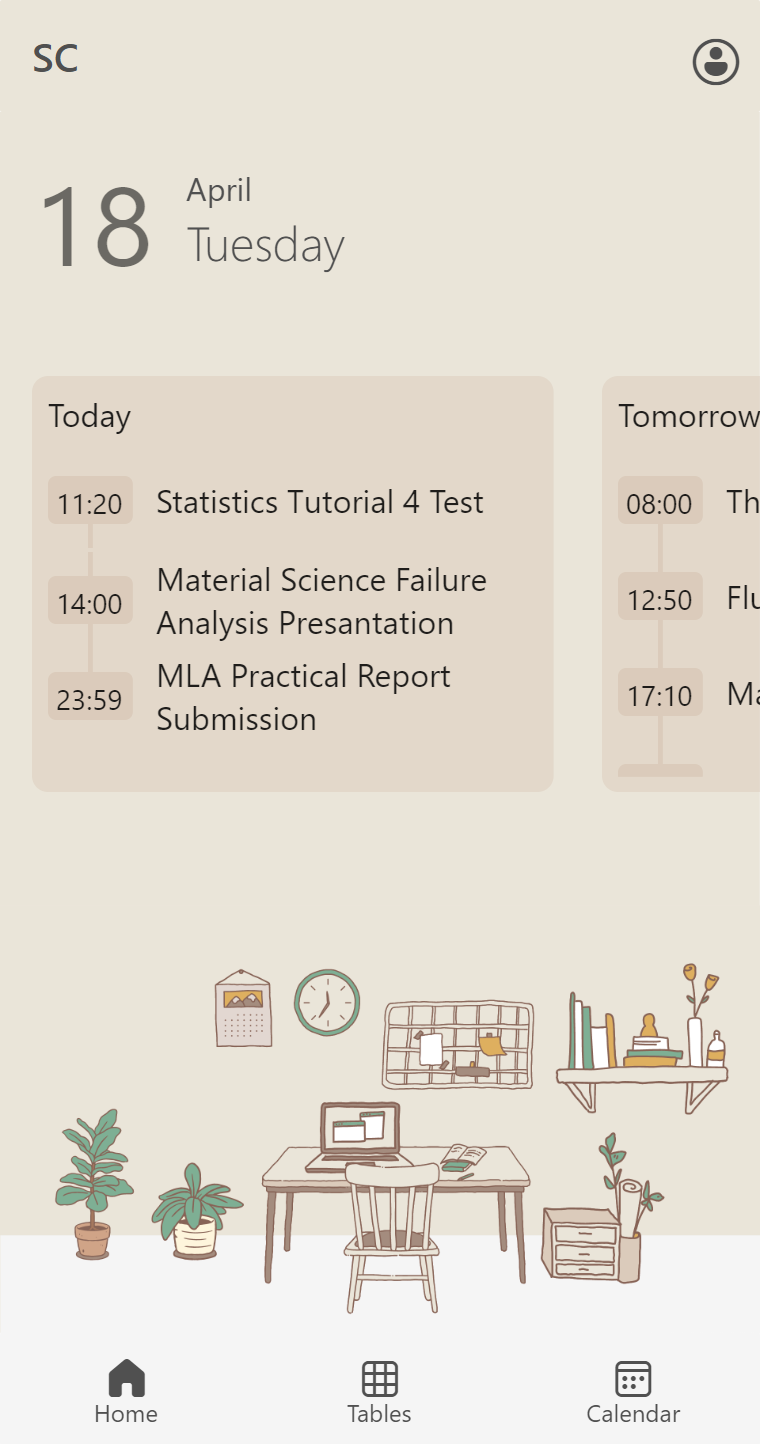 SC
18
April
Tuesday
Today
11:20 Statistics Tutorial 4 Test
14:00 Material Science Failure
Analysis Presantation
23:59 MLA Practical Report
Submission
Tomorrow
08:00 Th
12:50 Flu
17:10 Ma
Home
Tables
Calendar